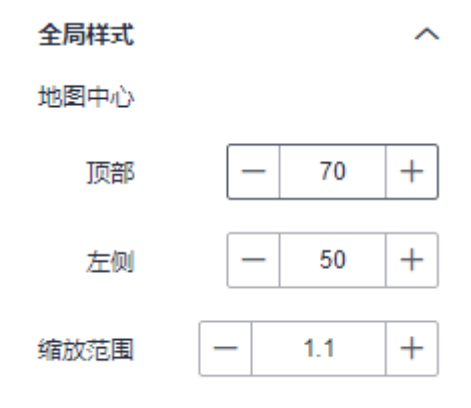 全局样式
地图中心
顶部 — 70 +
左侧 — 50 +
缩放范围 — 1.1 +